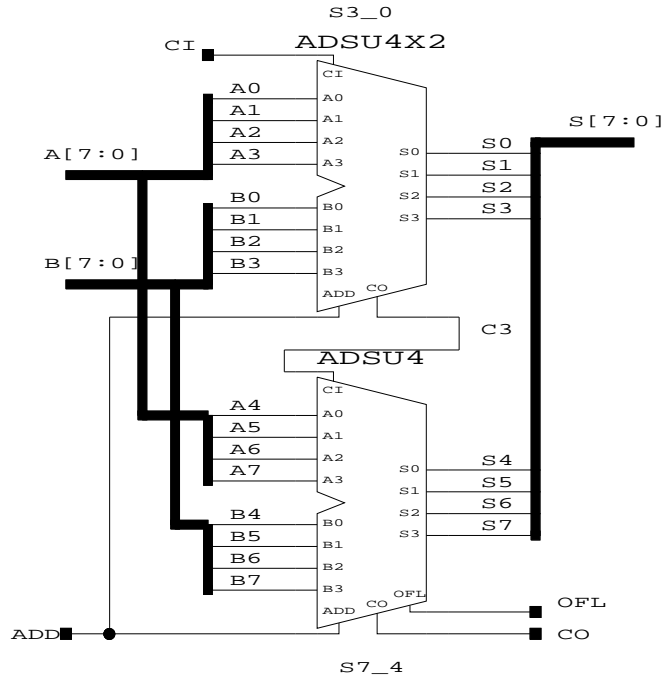 S3_0
ADSU4X2
CI
CI
A0 A0
A1 A1
A2 A2
A3 A3
A[7:0]
S[7:0]
S0 S0
S1 S1
S2 S2
S3 S3
B0 B0
B1 B1
B2 B2
B3 B3
B[7:0]
ADD CO
C3
ADSU4
CI
A4 A0
A5 A1
A6 A2
A7 A3
S0 S4
S1 S5
S2 S6
S3 S7
B4 B0
B5 B1
B6 B2
B7 B3
OFL
ADD CO
OFL
ADD
CO
S7_4